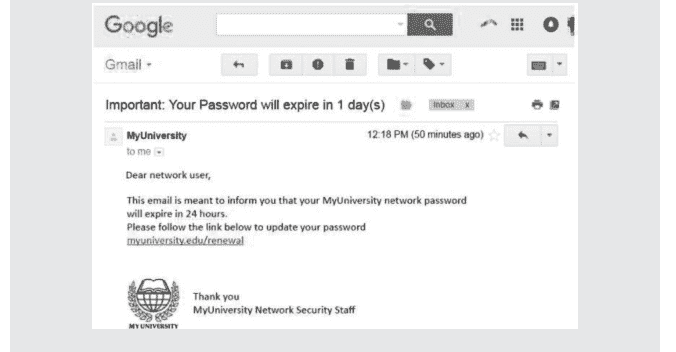 Google
Gmail
Important: Your Password will expire in 1 day(s)
Inbox x
MyUniversity
12:18 PM (50 minutes ago)
to me
Dear network user,
This email is meant to inform you that your MyUniversity network password
will expire in 24 hours.
Please follow the link below to update your password
myuniversity.edu/renewal
Thank you
MyUniversity Network Security Staff
MY UNIVERSITY